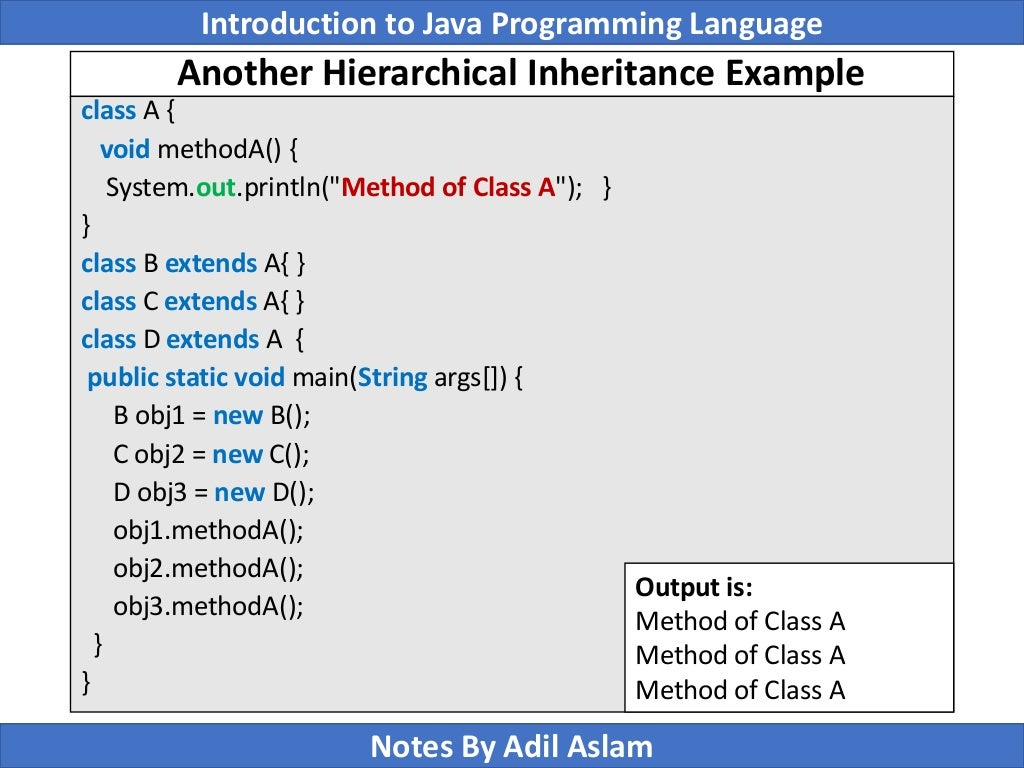 Introduction to Java Programming Language
Another Hierarchical Inheritance Example
class A {
void methodA() {
System.out.println("Method of Class A"); }
}
class B extends A{ }
class C extends A{ }
class D extends A {
public static void main(String args[]) {
B obj1 = new B();
C obj2 = new C();
D obj3 = new D();
obj1.methodA();
obj2.methodA();
obj3.methodA();
}
}
Output is:
Method of Class A
Method of Class A
Method of Class A
Notes By Adil Aslam